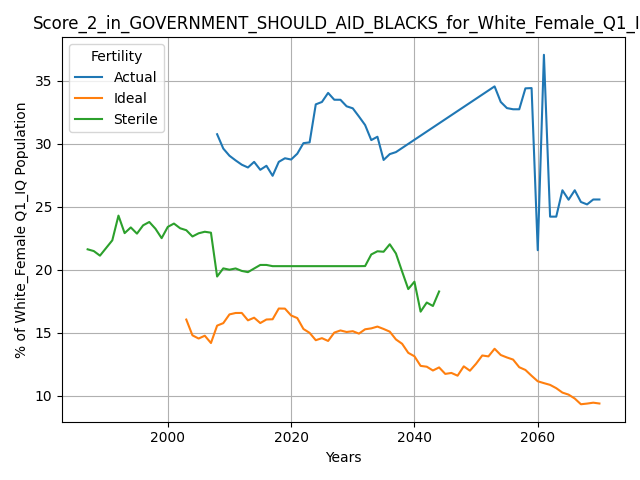 Score_2_in_GOVERNMENT_SHOULD_AID_BLACKS_for_White_Female_Q1_I
Fertility
Actual
Ideal
Sterile
% of White_Female Q1_IQ Population
35
30
25
20
15
10
2000
2020
2040
2060
Years